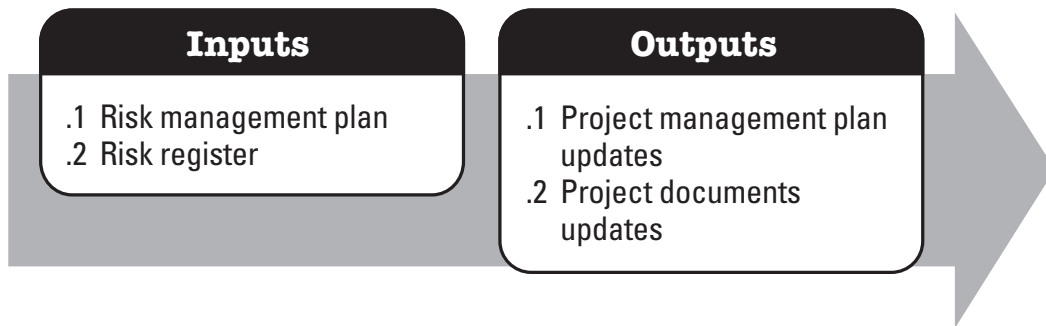 Inputs
.1 Risk management plan
.2 Risk register
Outputs
.1 Project management plan
updates
.2 Project documents
updates